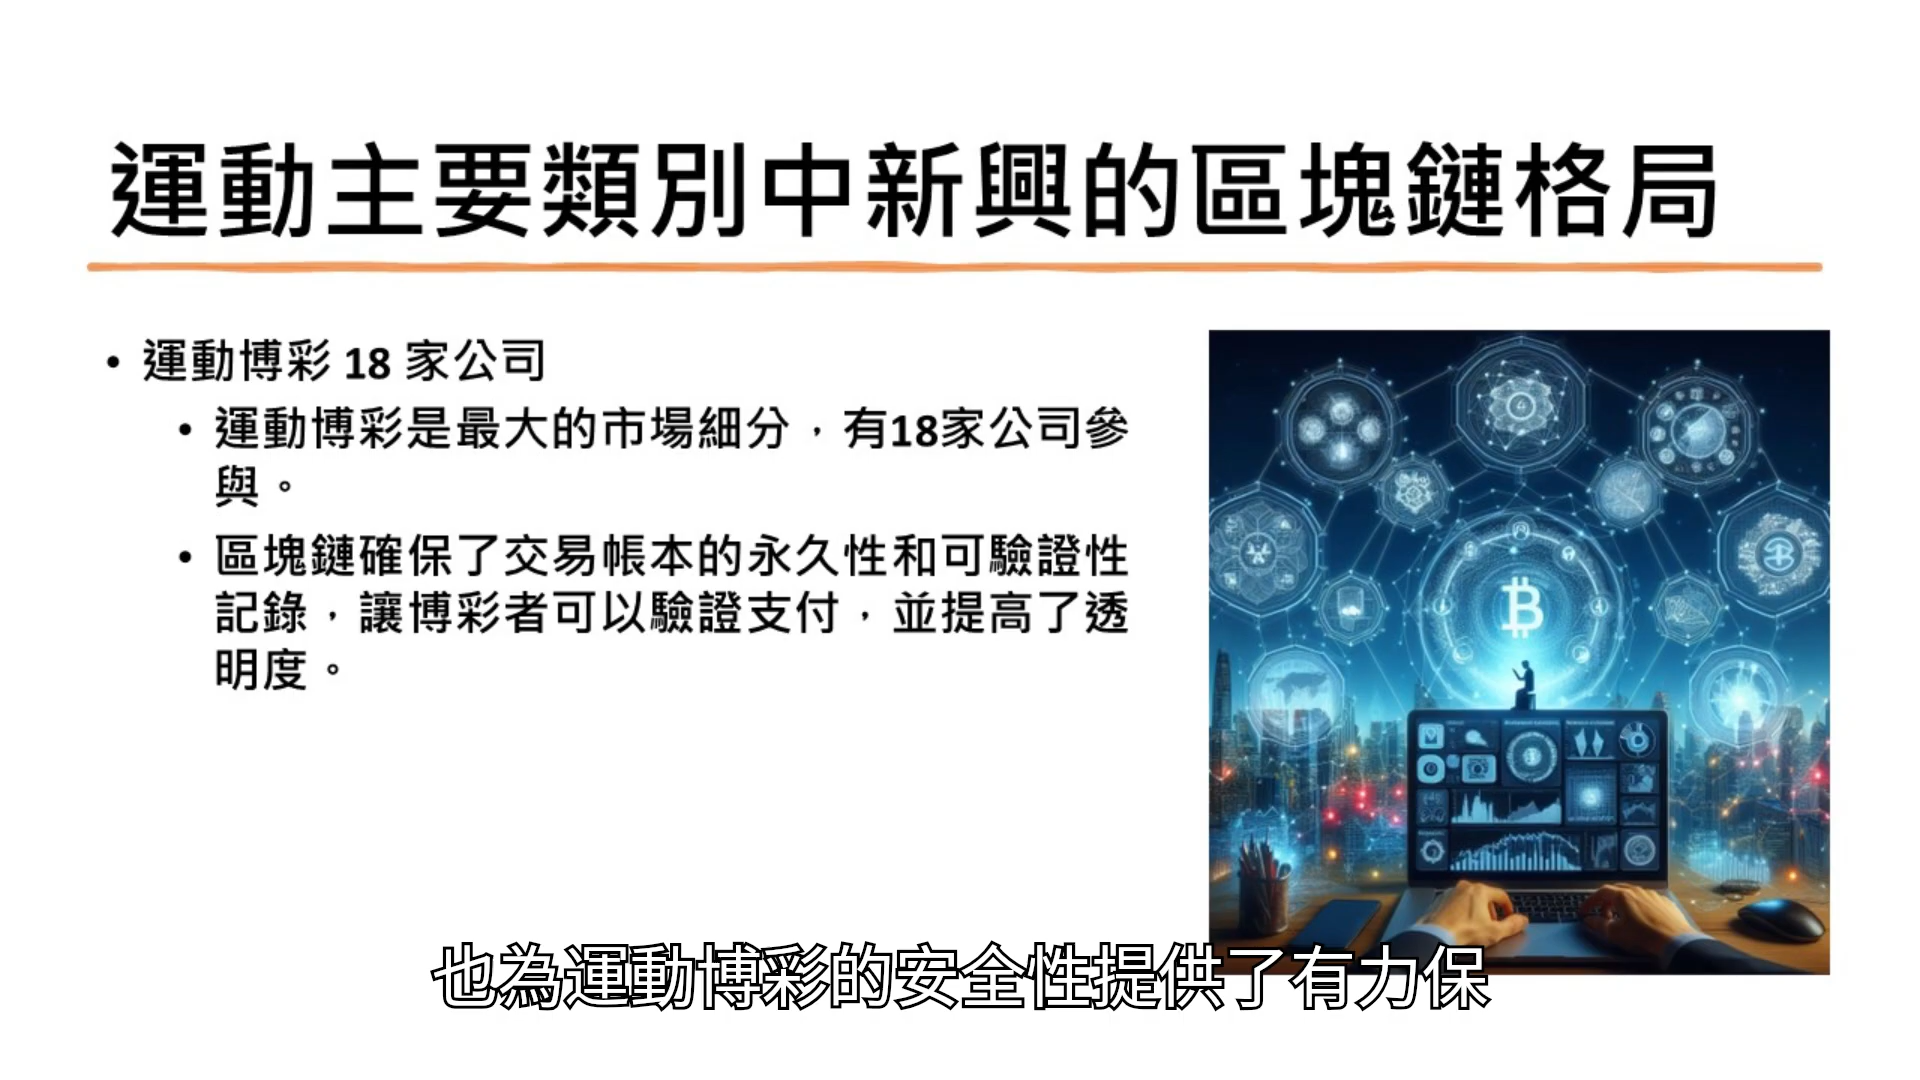 運動主要類別中新興的區塊鏈格局
• 運動博彩 18 家公司
• 運動博彩是最大的市場細分，有18家公司參
與。
• 區塊鏈確保了交易帳本的永久性和可驗證性
記錄，讓博彩者可以驗證支付，並提高了透
明度。
也為運動博彩的安全性提供了有力保